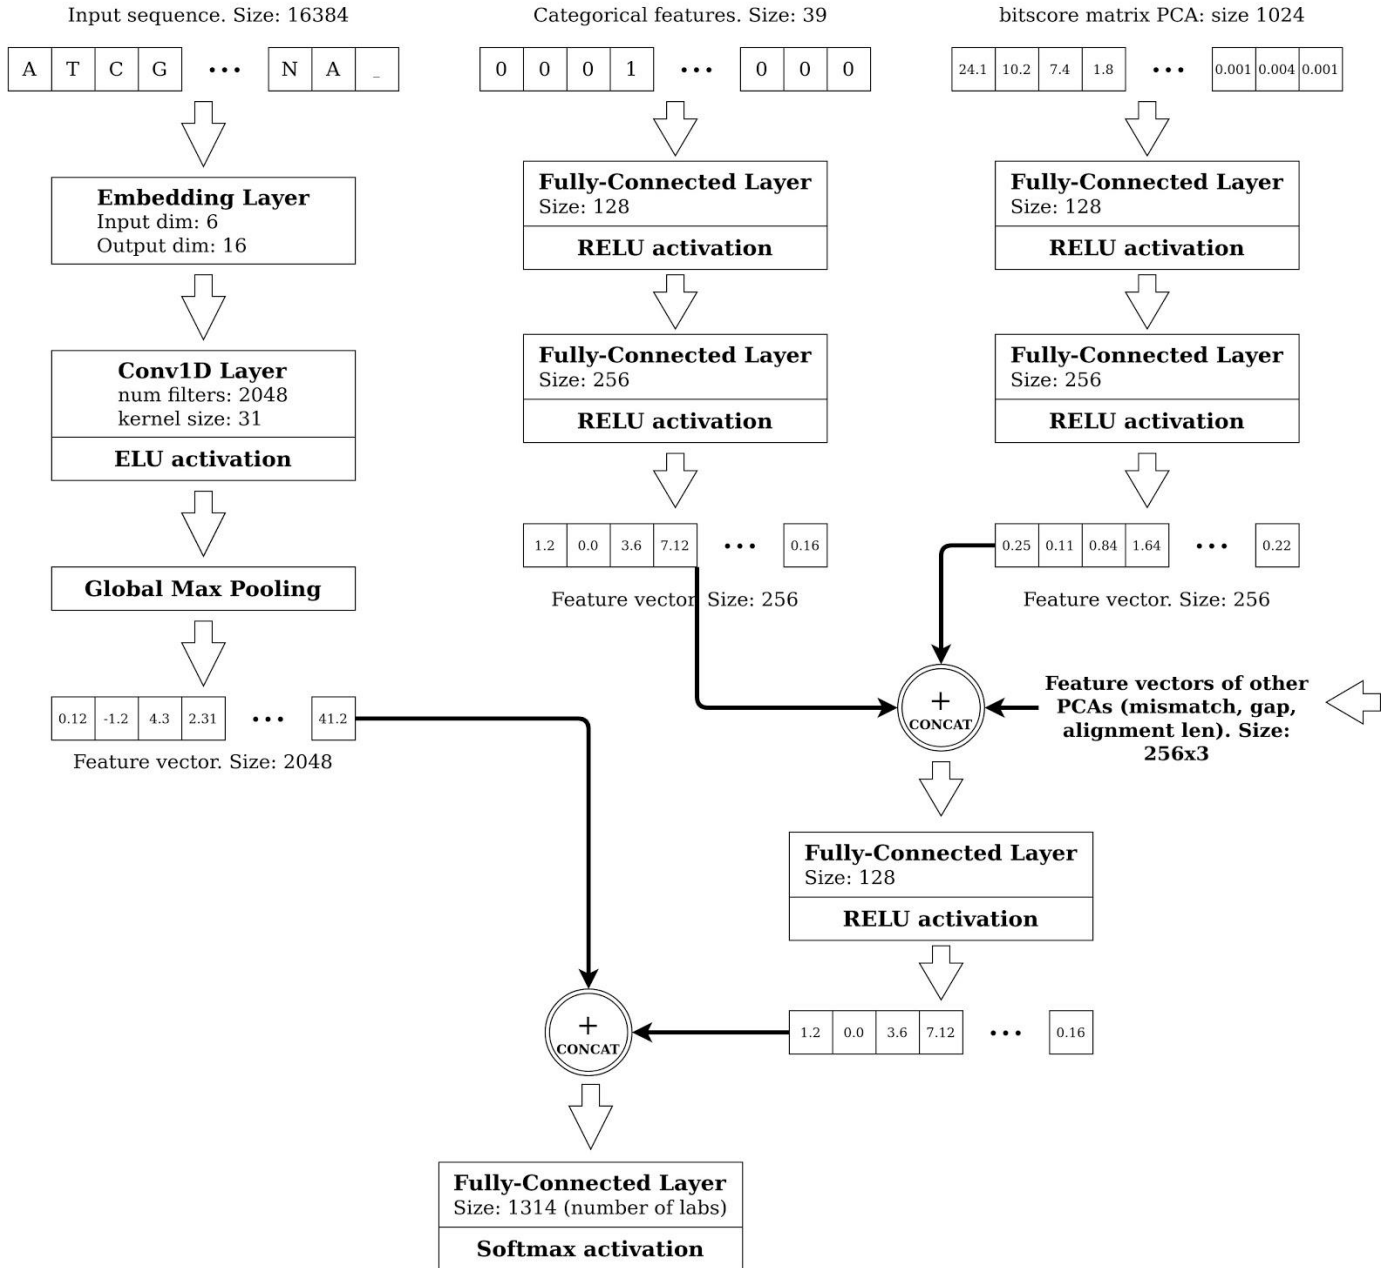 Input sequence. Size: 16384
A T C G ... N A _
Embedding Layer
Input dim: 6
Output dim: 16
Conv1D Layer
num filters: 2048
kernel size: 31
ELU activation
Global Max Pooling
0.12 -1.2 4.3 2.31 ... 41.2
Feature vector. Size: 2048
Categorical features. Size: 39
0 0 0 1 ... 0 0 0
Fully-Connected Layer
Size: 128
RELU activation
Fully-Connected Layer
Size: 256
RELU activation
1.2 0.0 3.6 7.12 ... 0.16
Feature vector. Size: 256
bitscore matrix PCA: size 1024
24.1 10.2 7.4 1.8 ... 0.001 0.004 0.001
Fully-Connected Layer
Size: 128
RELU activation
Fully-Connected Layer
Size: 256
RELU activation
0.25 0.11 0.84 1.64 ... 0.22
Feature vector. Size: 256
+
CONCAT
Feature vectors of other
PCAs (mismatch, gap,
alignment len). Size:
256x3
Fully-Connected Layer
Size: 128
RELU activation
1.2 0.0 3.6 7.12 ... 0.16
+
CONCAT
Fully-Connected Layer
Size: 1314 (number of labs)
Softmax activation